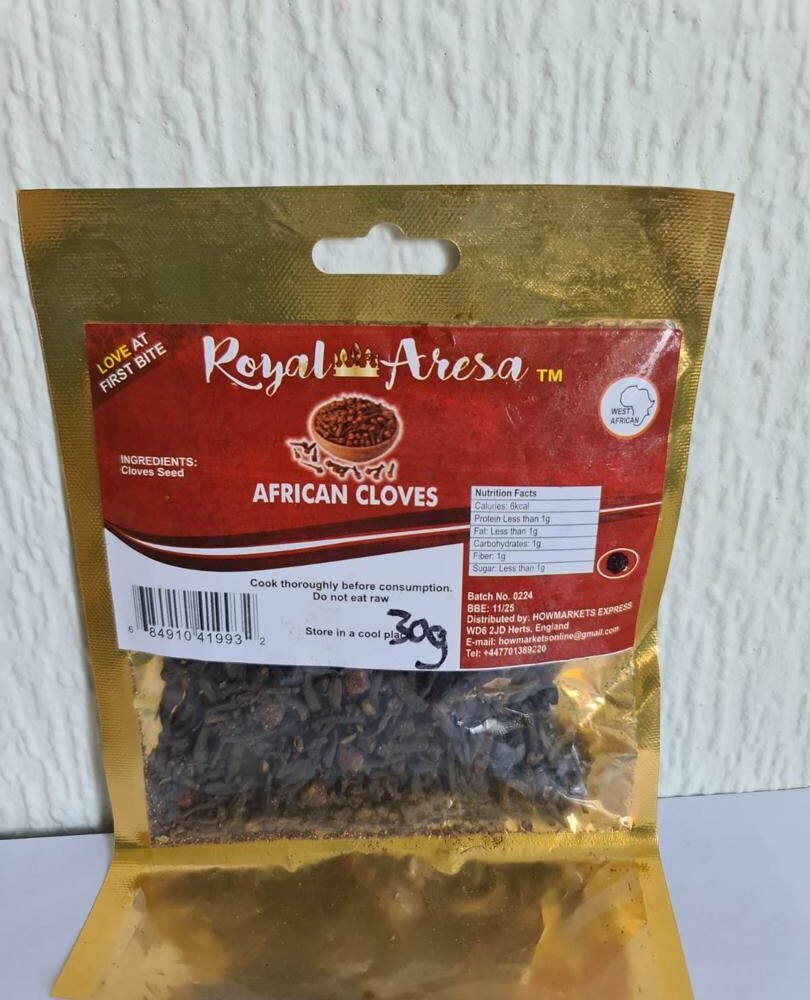 LOVE AT
FIRST BITE
Royal Aresa TM
WEST
AFRICAN
INGREDIENTS:
Cloves Seed
AFRICAN CLOVES
Nutrition Facts
Calories: 6kcal
Protein Less than 1g
Fat: Less than 1g
Carbohydrates: 1g
Fiber: 1g
Sugar: Less than 1g
Cook thoroughly before consumption.
Do not eat raw
Store in a cool
30g
6 84910 41993 2
Batch No. 0224
BBE: 11/25
Distributed by: HOWMARKETS EXPRESS
WD6 2JD Herts, England
E-mail: howmarketsonline@gmail.com
Tel: +447701389220